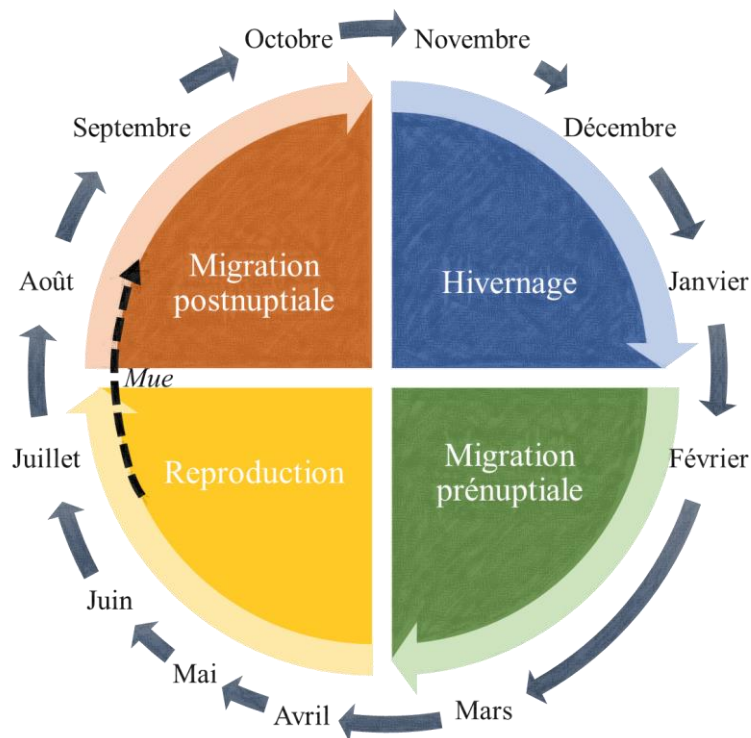 Octobre
Novembre
Septembre
Décembre
Migration
postnuptiale
Hivernage
Août
Janvier
Mue
Juillet
Reproduction
Migration
prénuptiale
Février
Juin
Mai
Avril
Mars